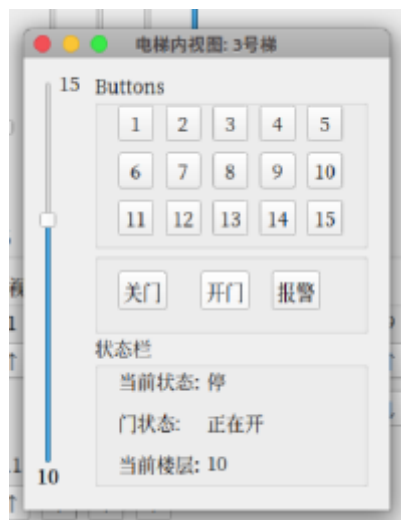 电梯内视图: 3号梯
15 Buttons
1 2 3 4 5
6 7 8 9 10
11 12 13 14 15
关门 开门 报警
状态栏
当前状态: 停
门状态: 正在开
当前楼层: 10
10